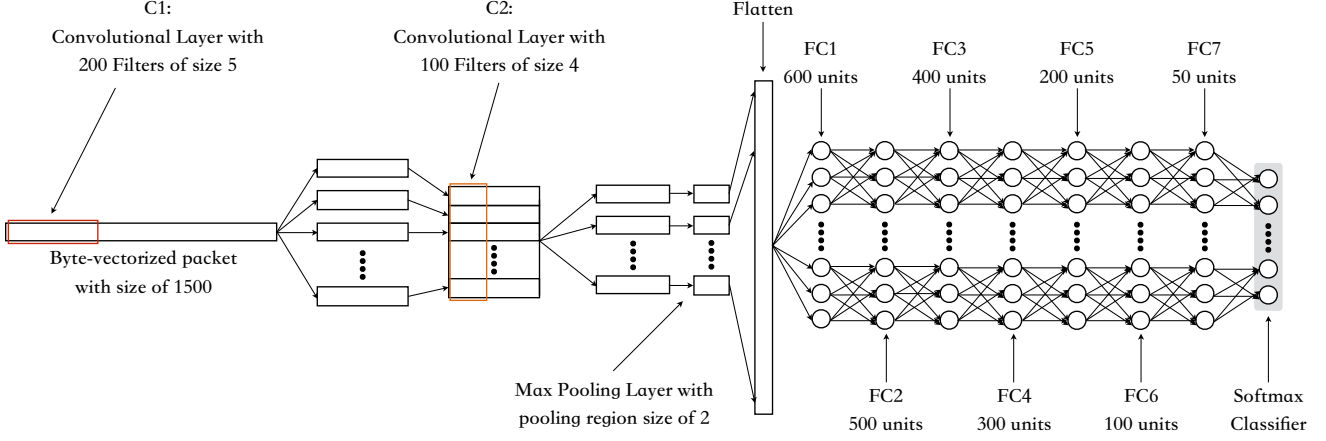 C1:
Convolutional Layer with
200 Filters of size 5
C2:
Convolutional Layer with
100 Filters of size 4
Flatten
FC1
600 units
FC3
400 units
FC5
200 units
FC7
50 units
Byte-vectorized packet
with size of 1500
Max Pooling Layer with
pooling region size of 2
FC2
500 units
FC4
300 units
FC6
100 units
Softmax
Classifier